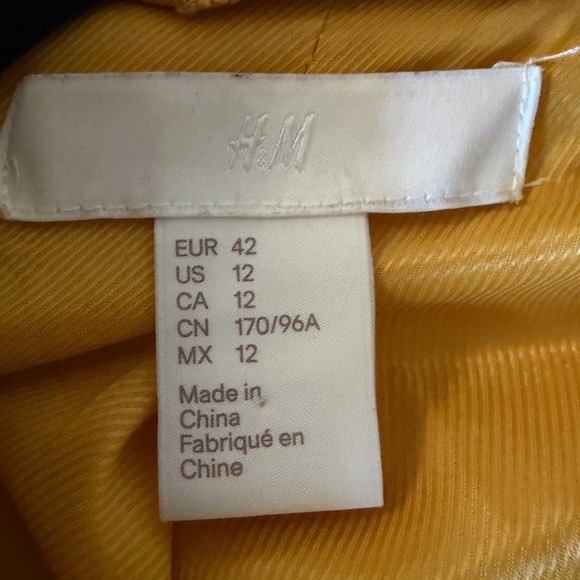 H&M
EUR 42
US 12
CA 12
CN 170/96A
MX 12
Made in
China
Fabriqué en
Chine